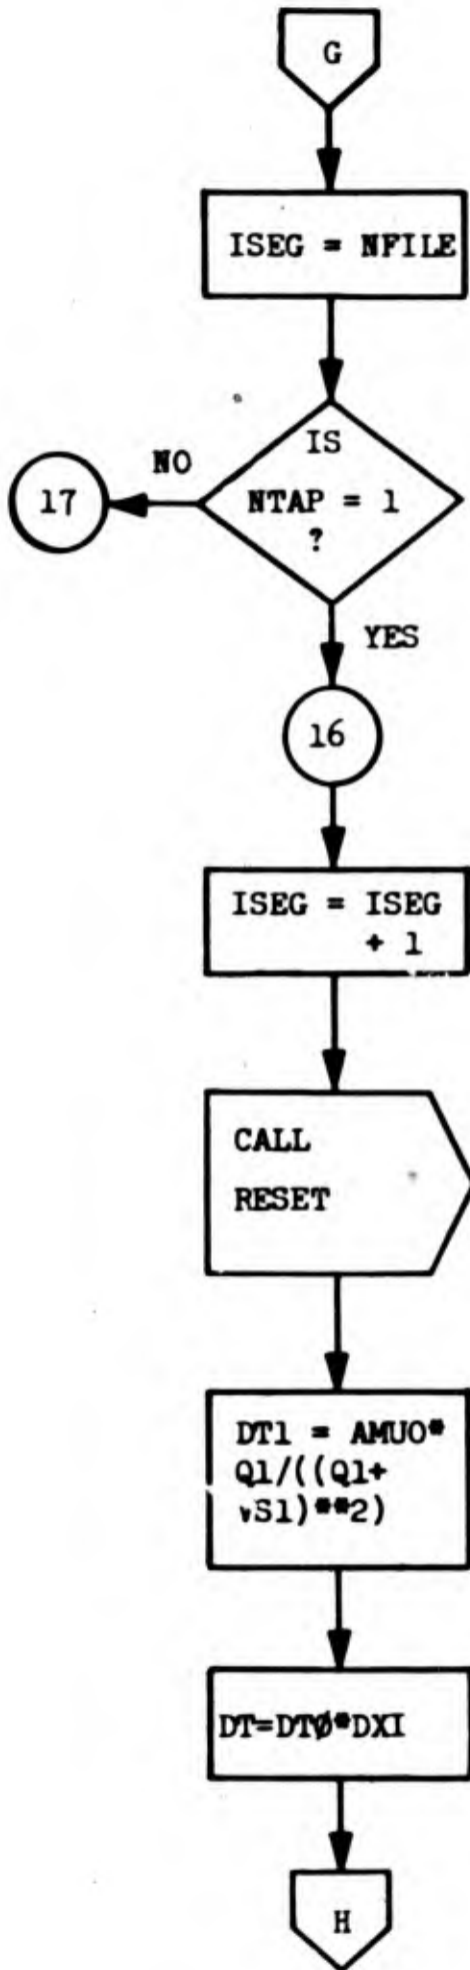 G
ISEG = NFILE
IS
NO
17
NTAP = 1
?
YES
16
ISEG = ISEG
+ 1
CALL
RESET
DT1 = AMUO*
Q1/((Q1+
vS1)**2)
DT=DTØ*DXI
H